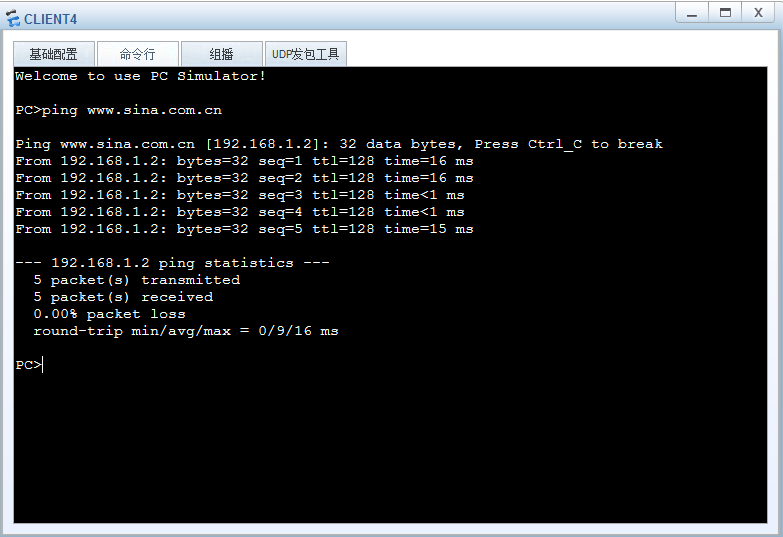 CLIENT4
基础配置 命令行 组播 UDP发包工具
Welcome to use PC Simulator!
PC>ping www.sina.com.cn
Ping www.sina.com.cn [192.168.1.2]: 32 data bytes, Press Ctrl_C to break
From 192.168.1.2: bytes=32 seq=1 ttl=128 time=16 ms
From 192.168.1.2: bytes=32 seq=2 ttl=128 time=16 ms
From 192.168.1.2: bytes=32 seq=3 ttl=128 time<1 ms
From 192.168.1.2: bytes=32 seq=4 ttl=128 time<1 ms
From 192.168.1.2: bytes=32 seq=5 ttl=128 time=15 ms
--- 192.168.1.2 ping statistics ---
5 packet(s) transmitted
5 packet(s) received
0.00% packet loss
round-trip min/avg/max = 0/9/16 ms
PC>